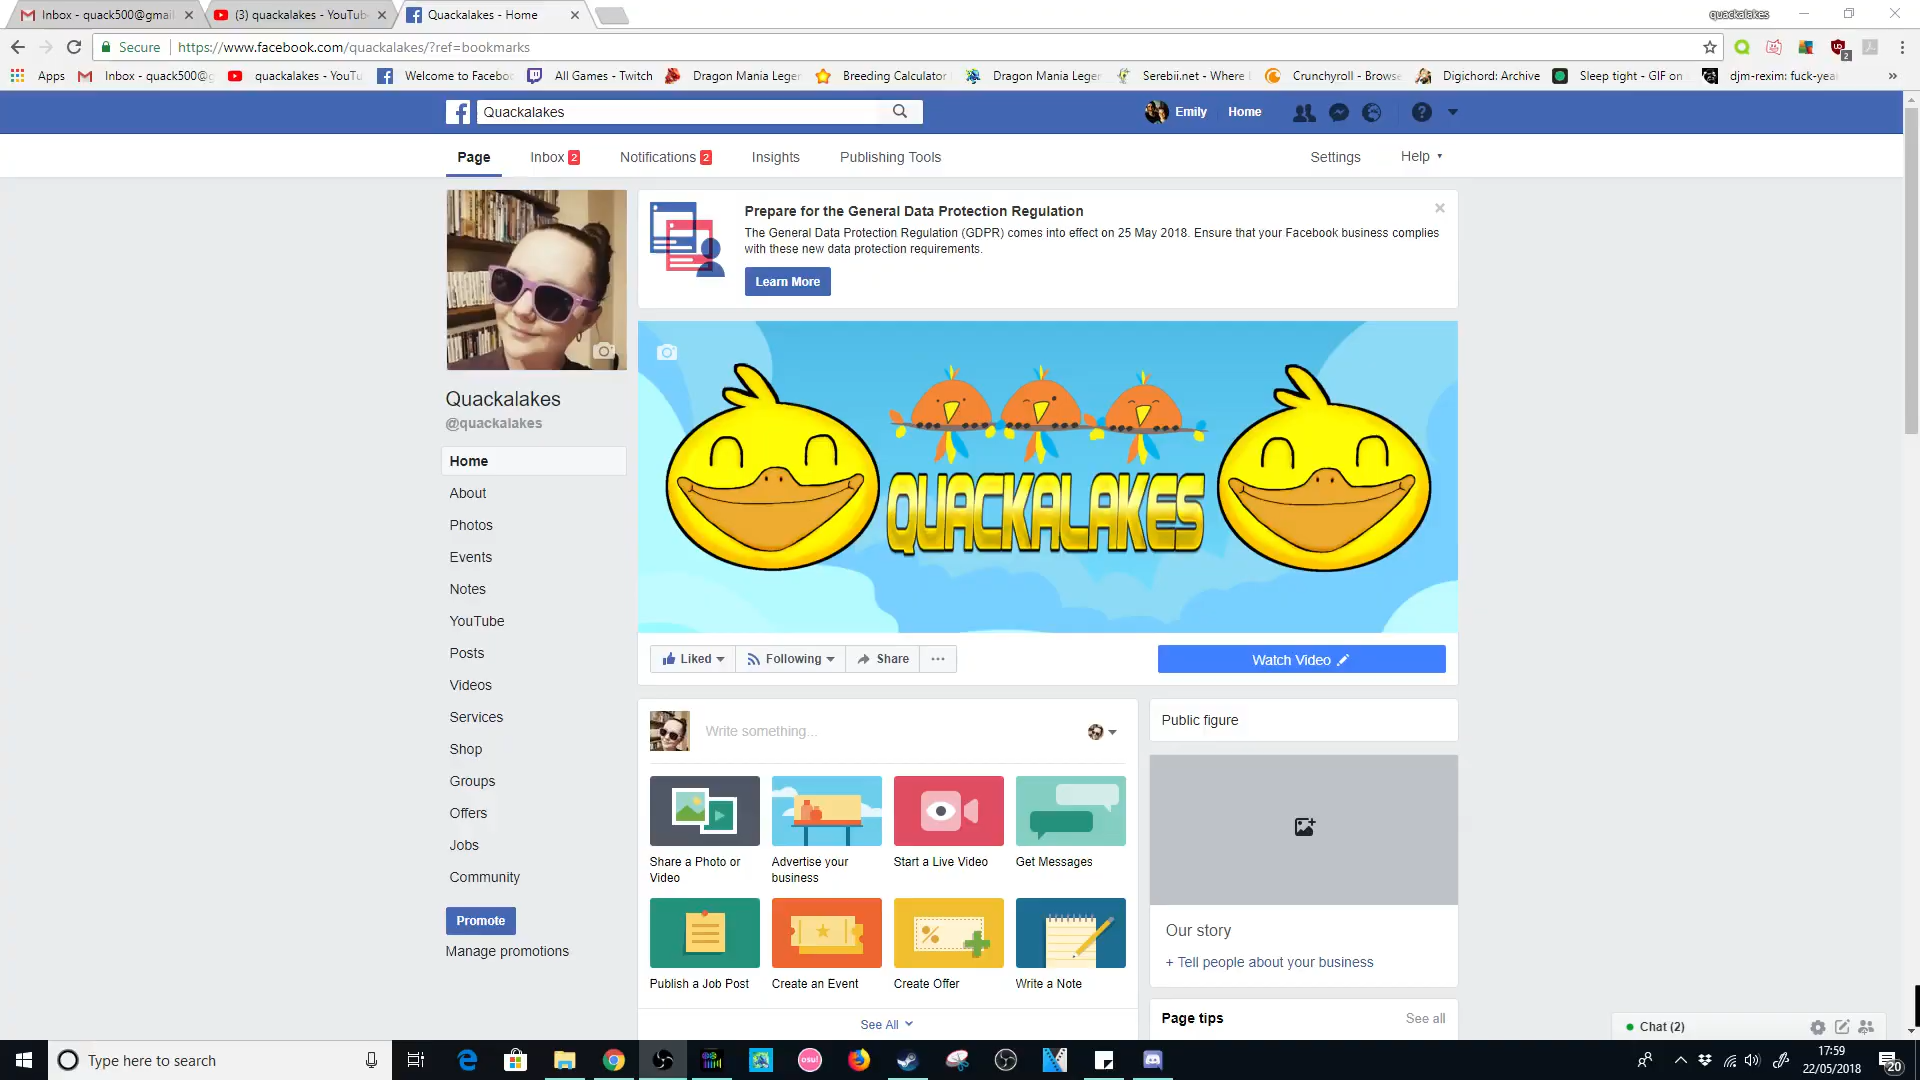 Inbox - quack500@gmail
(3) quackalakes - YouTub
Quackalakes - Home
quackalakes
Secure
https://www.facebook.com/quackalakes/?ref=bookmarks
Apps
Inbox - quack500@g
quackalakes - YouTu
Welcome to Facebo
All Games - Twitch
Dragon Mania Leger
Breeding Calculator
Dragon Mania Leger
Serebii.net - Where
Crunchyroll - Brows
Digichord: Archive
Sleep tight - GIF on
djm-rexim: fuck-yea
»
Quackalakes
Emily
Home
Page
Inbox 2
Notifications 2
Insights
Publishing Tools
Settings
Help
Prepare for the General Data Protection Regulation
The General Data Protection Regulation (GDPR) comes into effect on 25 May 2018. Ensure that your Facebook business complies
with these new data protection requirements.
Learn More
QUACKALAKES
Quackalakes
@quackalakes
Home
About
Photos
Events
Notes
YouTube
Posts
Videos
Services
Shop
Groups
Offers
Jobs
Community
Promote
Manage promotions
Liked
Following
Share
Watch Video
Write something...
Share a Photo or
Video
Advertise your
business
Start a Live Video
Get Messages
Publish a Job Post
Create an Event
Create Offer
Write a Note
See All
Public figure
Our story
+ Tell people about your business
Page tips
See all
Chat (2)
Type here to search
osu!
17:59
22/05/2018
20